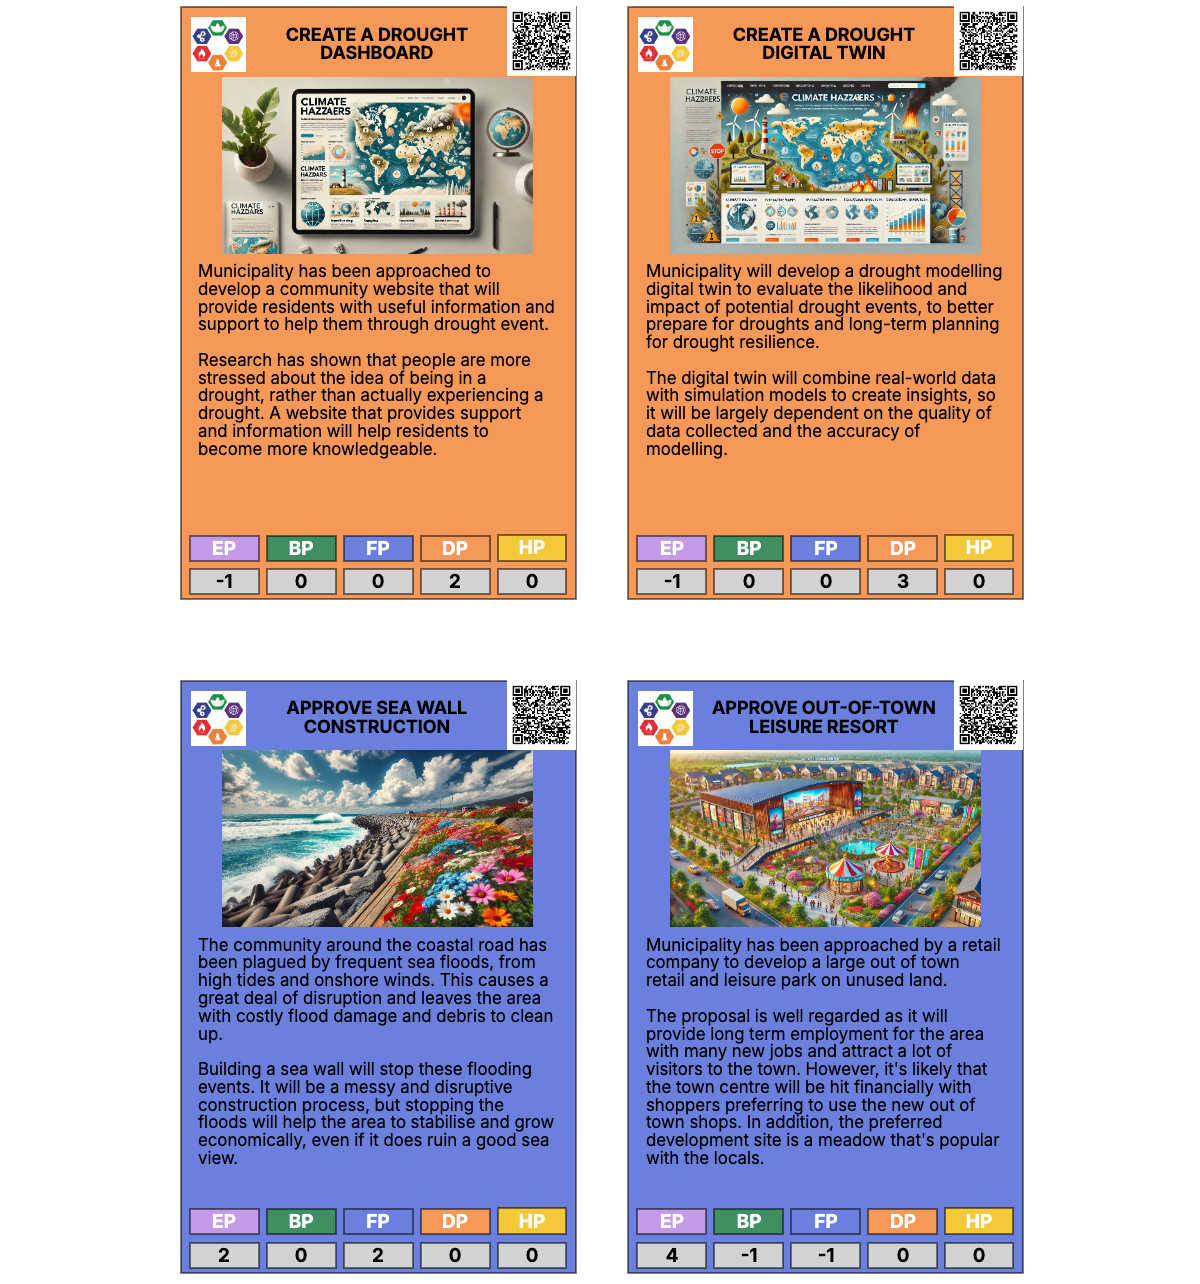 CREATE A DROUGHT
DASHBOARD
CLIMATE
HAZZAERS
CLIMATE
HAZDARS
CLIMATE
HAZDARS
Municipality has been approached to
develop a community website that will
provide residents with useful information and
support to help them through drought event.
Research has shown that people are more
stressed about the idea of being in a
drought, rather than actually experiencing a
drought. A website that provides support
and information will help residents to
become more knowledgeable.
EP BP FP DP HP
-1 0 0 2 0
CREATE A DROUGHT
DIGITAL TWIN
CLIMATE
HAZZRERS
CLIMATE HAZZARERS
STOP
Municipality will develop a drought modelling
digital twin to evaluate the likelihood and
impact of potential drought events, to better
prepare for droughts and long-term planning
for drought resilience.
The digital twin will combine real-world data
with simulation models to create insights, so
it will be largely dependent on the quality of
data collected and the accuracy of
modelling.
EP BP FP DP HP
-1 0 0 3 0
APPROVE SEA WALL
CONSTRUCTION
The community around the coastal road has
been plagued by frequent sea floods, from
high tides and onshore winds. This causes a
great deal of disruption and leaves the area
with costly flood damage and debris to clean
up.
Building a sea wall will stop these flooding
events. It will be a messy and disruptive
construction process, but stopping the
floods will help the area to stabilise and grow
economically, even if it does ruin a good sea
view.
EP BP FP DP HP
2 0 2 0 0
APPROVE OUT-OF-TOWN
LEISURE RESORT
Municipality has been approached by a retail
company to develop a large out of town
retail and leisure park on unused land.
The proposal is well regarded as it will
provide long term employment for the area
with many new jobs and attract a lot of
visitors to the town. However, it's likely that
the town centre will be hit financially with
shoppers preferring to use the new out of
town shops. In addition, the preferred
development site is a meadow that's popular
with the locals.
EP BP FP DP HP
4 -1 -1 0 0